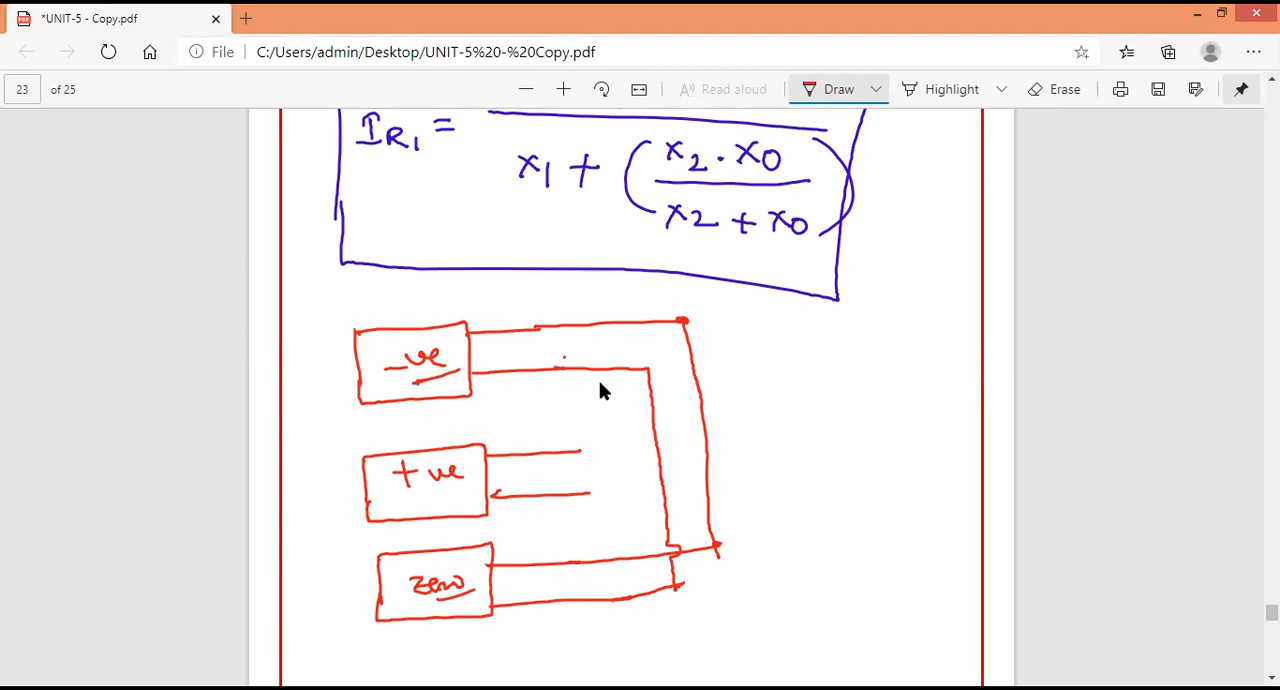 *UNIT-5 - Copy.pdf
File C:/Users/admin/Desktop/UNIT-5%20-%20Copy.pdf
23 of 25 Read aloud Draw Highlight Erase
I_R1 =
x1 + (x2 . x0
x2 + x0)
-ve
+ve
zero